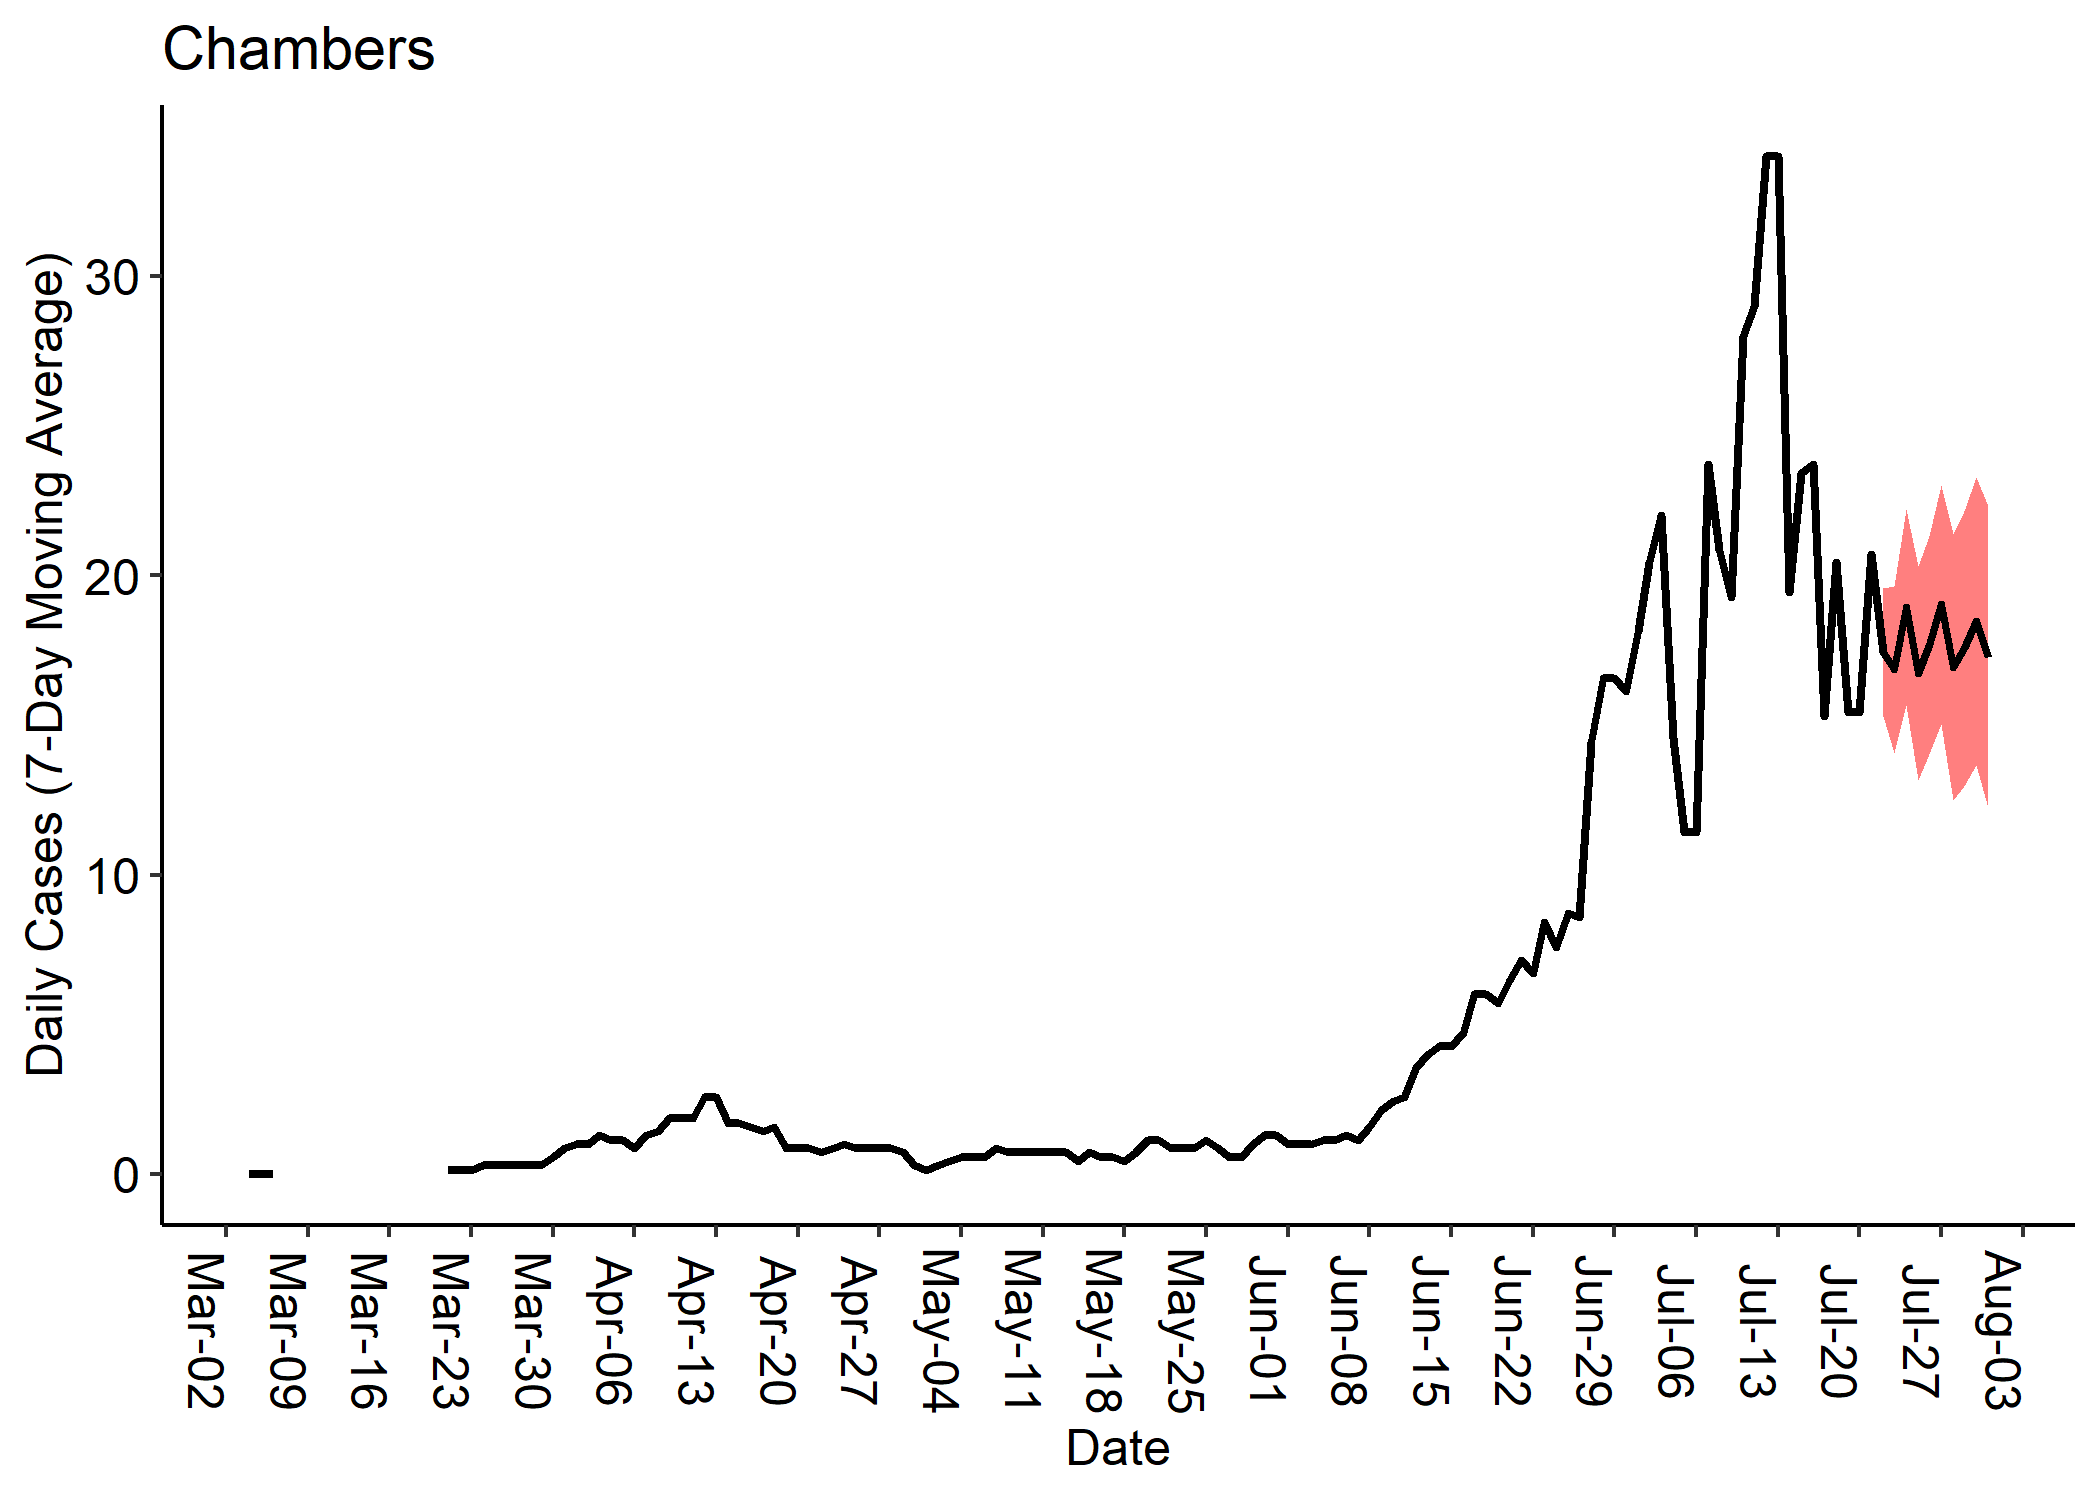 Chambers
Daily Cases (7-Day Moving Average)
30
20
10
0
Mar-02
Mar-09
Mar-16
Mar-23
Mar-30
Apr-06
Apr-13
Apr-20
Apr-27
May-04
May-11
May-18
May-25
Jun-01
Jun-08
Jun-15
Jun-22
Jun-29
Jul-06
Jul-13
Jul-20
Jul-27
Aug-03
Date